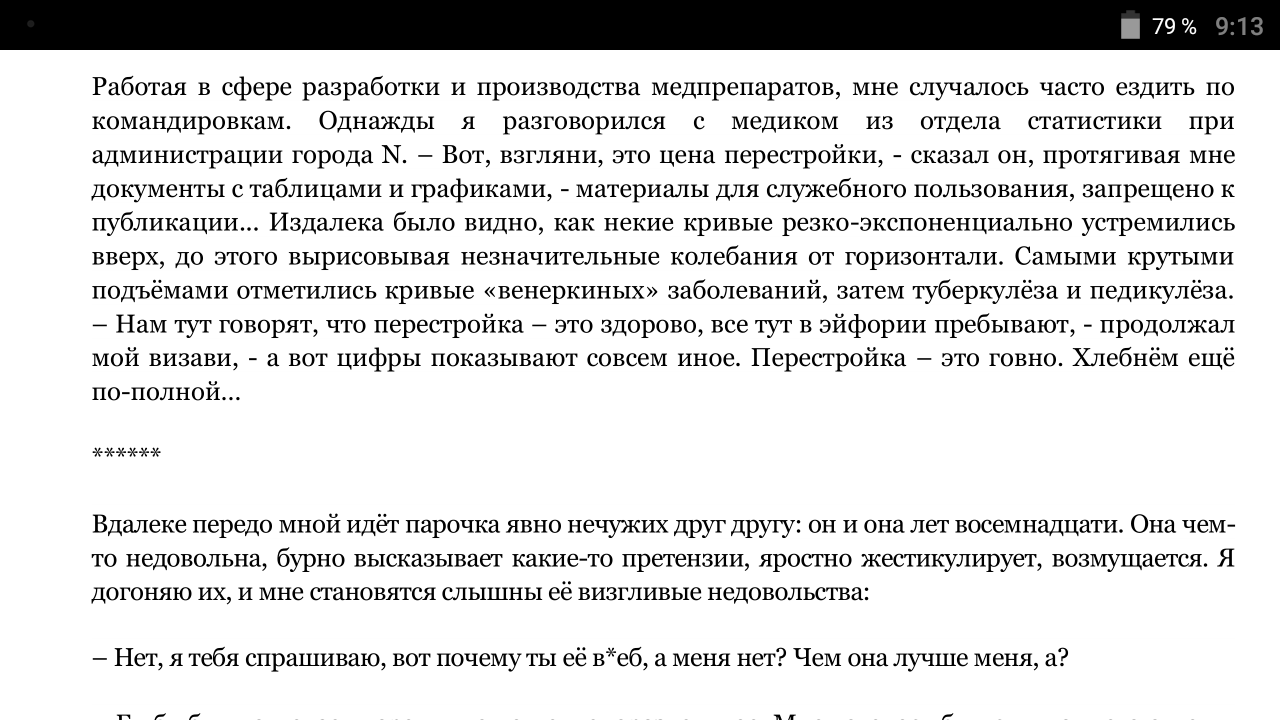 79 % 9:13
Работая в сфере разработки и производства медпрепаратов, мне случалось часто ездить по
командировкам. Однажды я разговорился с медиком из отдела статистики при
администрации города N. – Вот, взгляни, это цена перестройки, - сказал он, протягивая мне
документы с таблицами и графиками, - материалы для служебного пользования, запрещено к
публикации... Издалека было видно, как некие кривые резко-экспоненциально устремились
вверх, до этого вырисовывая незначительные колебания от горизонтали. Самыми крутыми
подъёмами отметились кривые «венеркиных» заболеваний, затем туберкулёза и педикулёза.
– Нам тут говорят, что перестройка – это здорово, все тут в эйфории пребывают, - продолжал
мой визави, - а вот цифры показывают совсем иное. Перестройка – это говно. Хлебнём ещё
по-полной...
******
Вдалеке передо мной идёт парочка явно нечужих друг другу: он и она лет восемнадцати. Она чем-
то недовольна, бурно высказывает какие-то претензии, яростно жестикулирует, возмущается. Я
догоняю их, и мне становятся слышны её визгливые недовольства:
– Нет, я тебя спрашиваю, вот почему ты её в*еб, а меня нет? Чем она лучше меня, а?